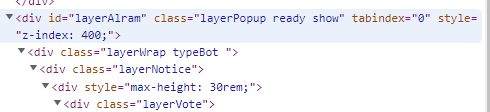 </div>
<div id="layerAlram" class="layerPopup ready show" tabindex="0" style=
"z-index: 400;">
<div class="layerWrap typeBot ">
<div class="layerNotice">
<div style="max-height: 30rem;">
<div class="layerVote">